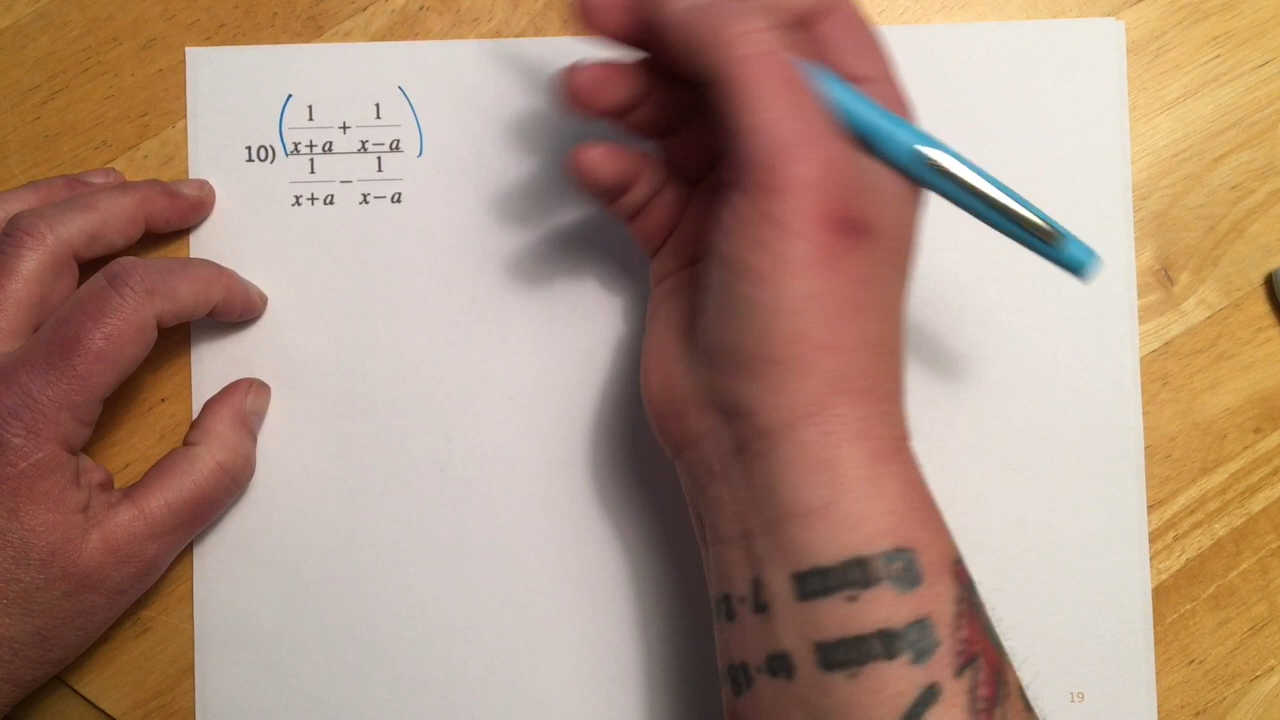 10) (1/(x+a) + 1/(x−a))
1/(x+a) − 1/(x−a)
19